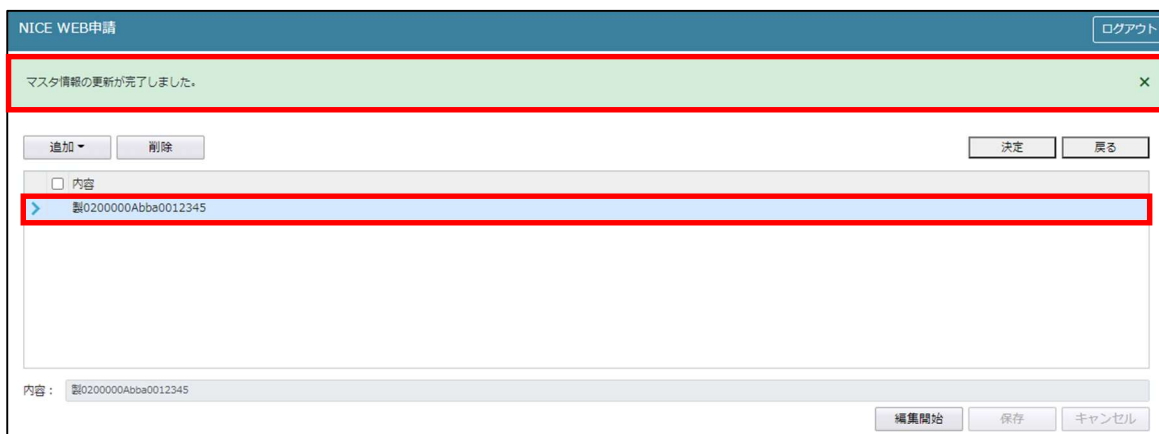 NICE WEB申請 ログアウト
マスタ情報の更新が完了しました。 ×
追加 削除 決定 戻る
内容
製0200000Abba0012345
内容： 製0200000Abba0012345
編集開始 保存 キャンセル